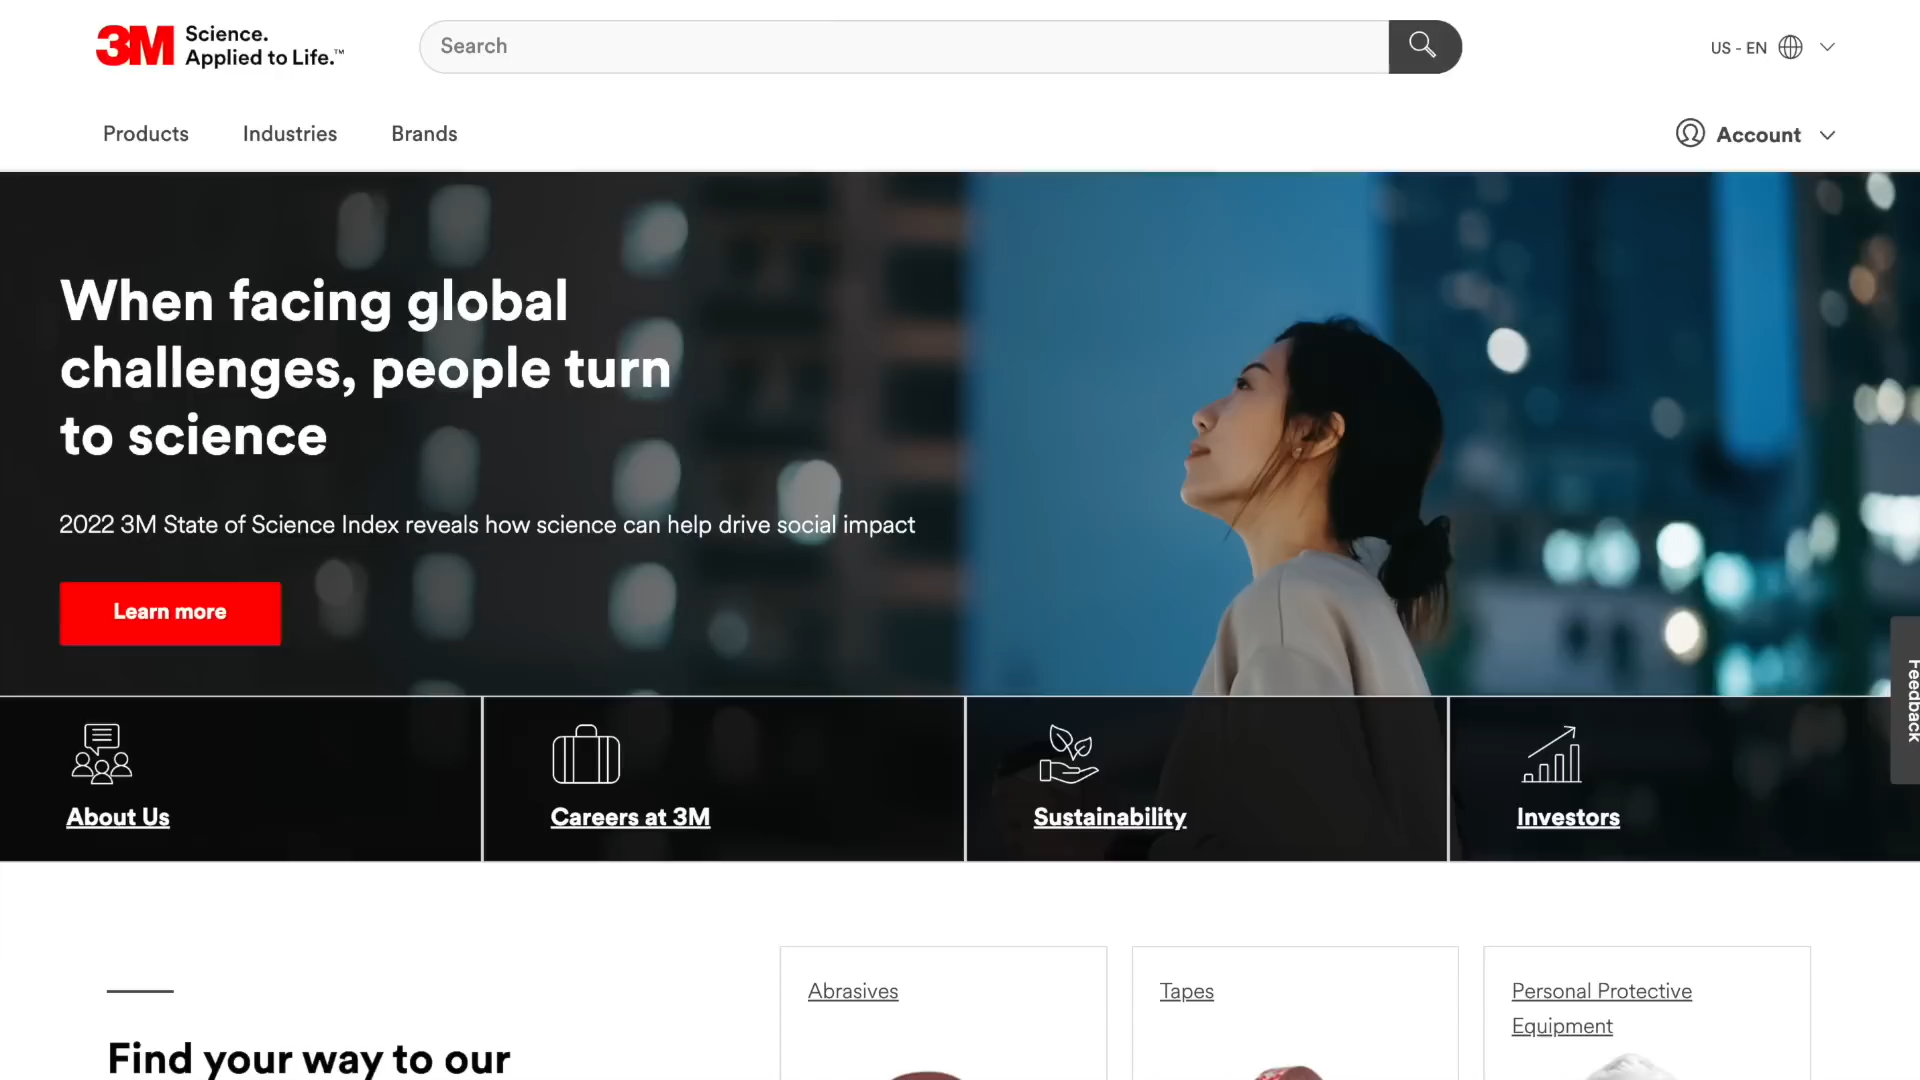 3M Science.
Applied to Life.™
Search
US - EN
Products
Industries
Brands
Account
When facing global
challenges, people turn
to science
2022 3M State of Science Index reveals how science can help drive social impact
Learn more
Feedback
About Us
Careers at 3M
Sustainability
Investors
Find your way to our
Abrasives
Tapes
Personal Protective
Equipment